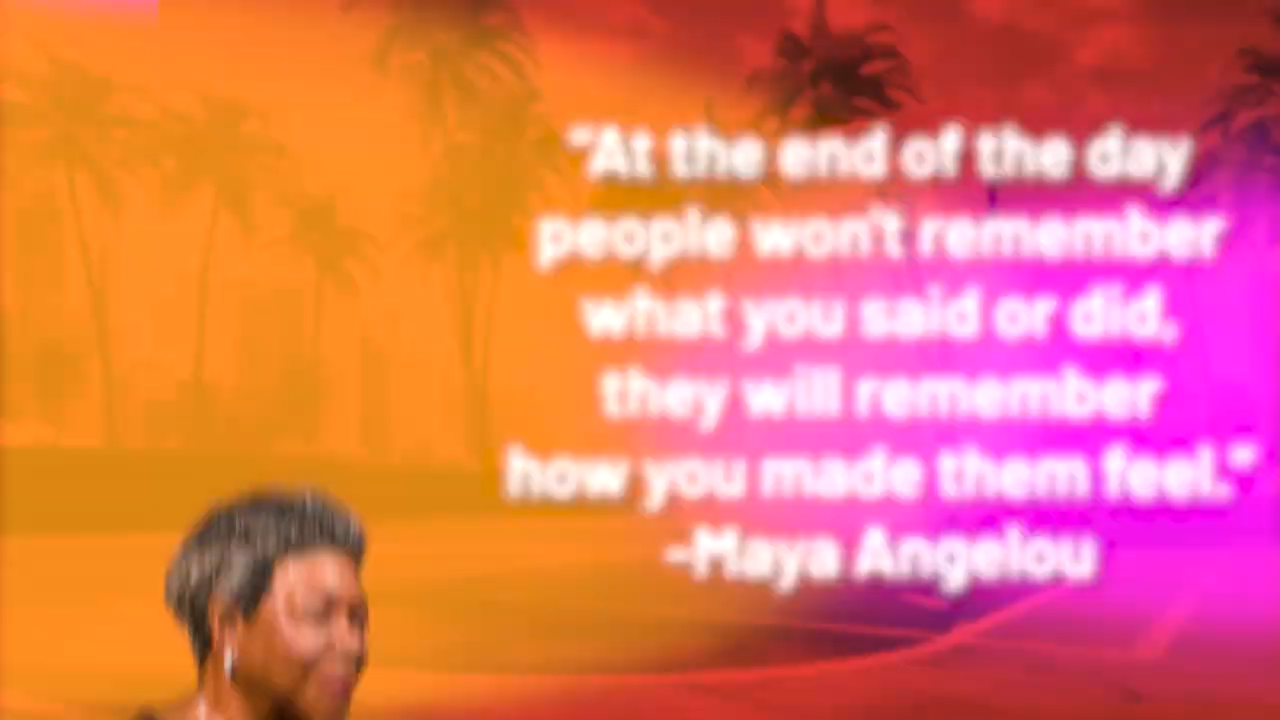 "At the end of the day
people won't remember
what you said or did,
they will remember
how you made them feel."
-Maya Angelou